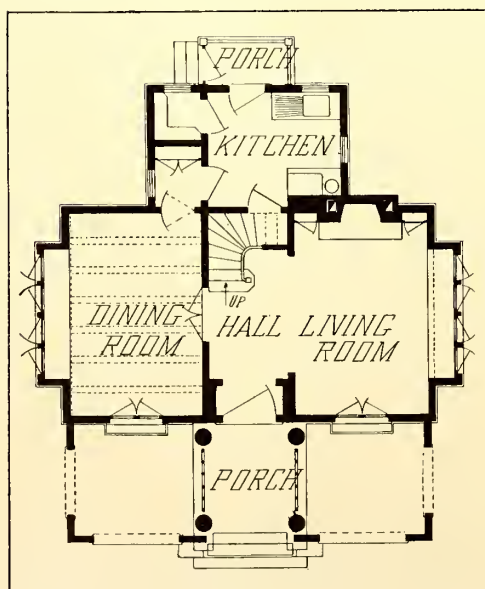 PORCH
KITCHEN
UP
DINING
ROOM
HALL
LIVING
ROOM
PORCH